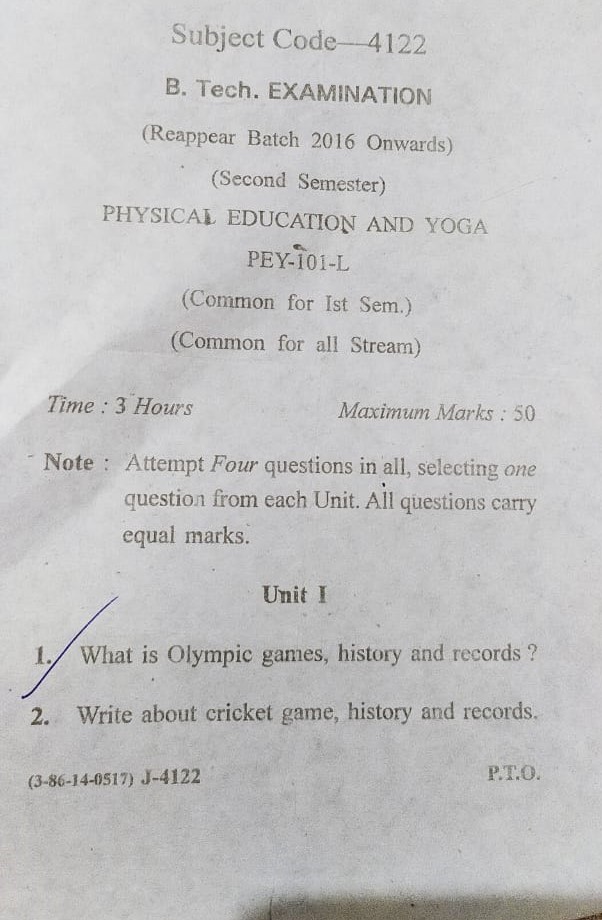 Subject Code—4122
B. Tech. EXAMINATION
(Reappear Batch 2016 Onwards)
(Second Semester)
PHYSICAL EDUCATION AND YOGA
PEY-101-L
(Common for Ist Sem.)
(Common for all Stream)
Time : 3 Hours Maximum Marks : 50
Note : Attempt Four questions in all, selecting one
question from each Unit. All questions carry
equal marks.
Unit I
1. What is Olympic games, history and records ?
2. Write about cricket game, history and records.
(3-86-14-0517) J-4122 P.T.O.